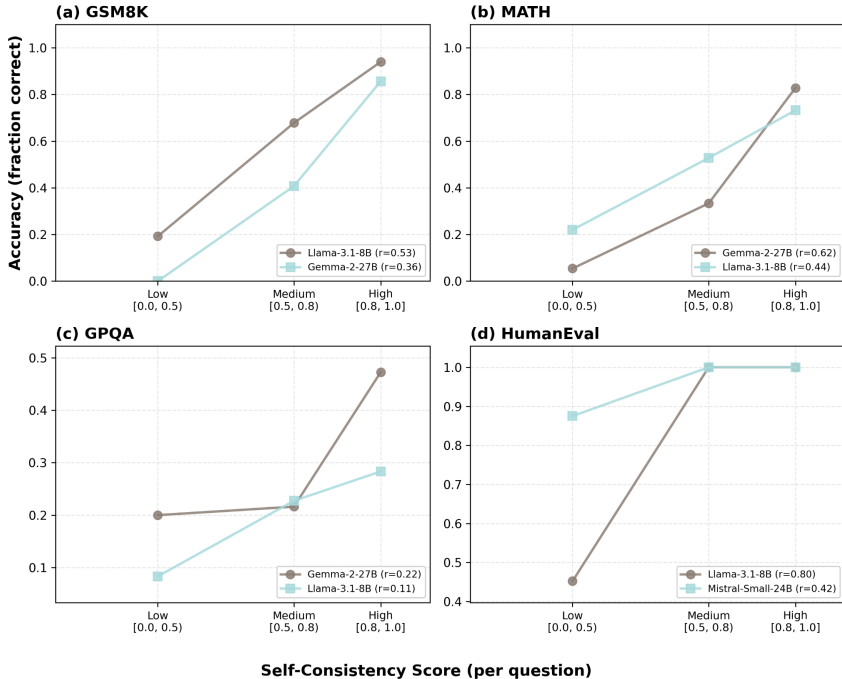 (a) GSM8K
Accuracy (fraction correct)
1.0
0.8
0.6
0.4
0.2
0.0
Llama-3.1-8B (r=0.53)
Gemma-2-27B (r=0.36)
Low
[0.0, 0.5)
Medium
[0.5, 0.8)
High
[0.8, 1.0]
(b) MATH
1.0
0.8
0.6
0.4
0.2
0.0
Gemma-2-27B (r=0.62)
Llama-3.1-8B (r=0.44)
Low
[0.0, 0.5)
Medium
[0.5, 0.8)
High
[0.8, 1.0]
(c) GPQA
0.5
0.4
0.3
0.2
0.1
Gemma-2-27B (r=0.22)
Llama-3.1-8B (r=0.11)
Low
[0.0, 0.5)
Medium
[0.5, 0.8)
High
[0.8, 1.0]
(d) HumanEval
1.0
0.9
0.8
0.7
0.6
0.5
0.4
Llama-3.1-8B (r=0.80)
Mistral-Small-24B (r=0.42)
Low
[0.0, 0.5)
Medium
[0.5, 0.8)
High
[0.8, 1.0]
Self-Consistency Score (per question)